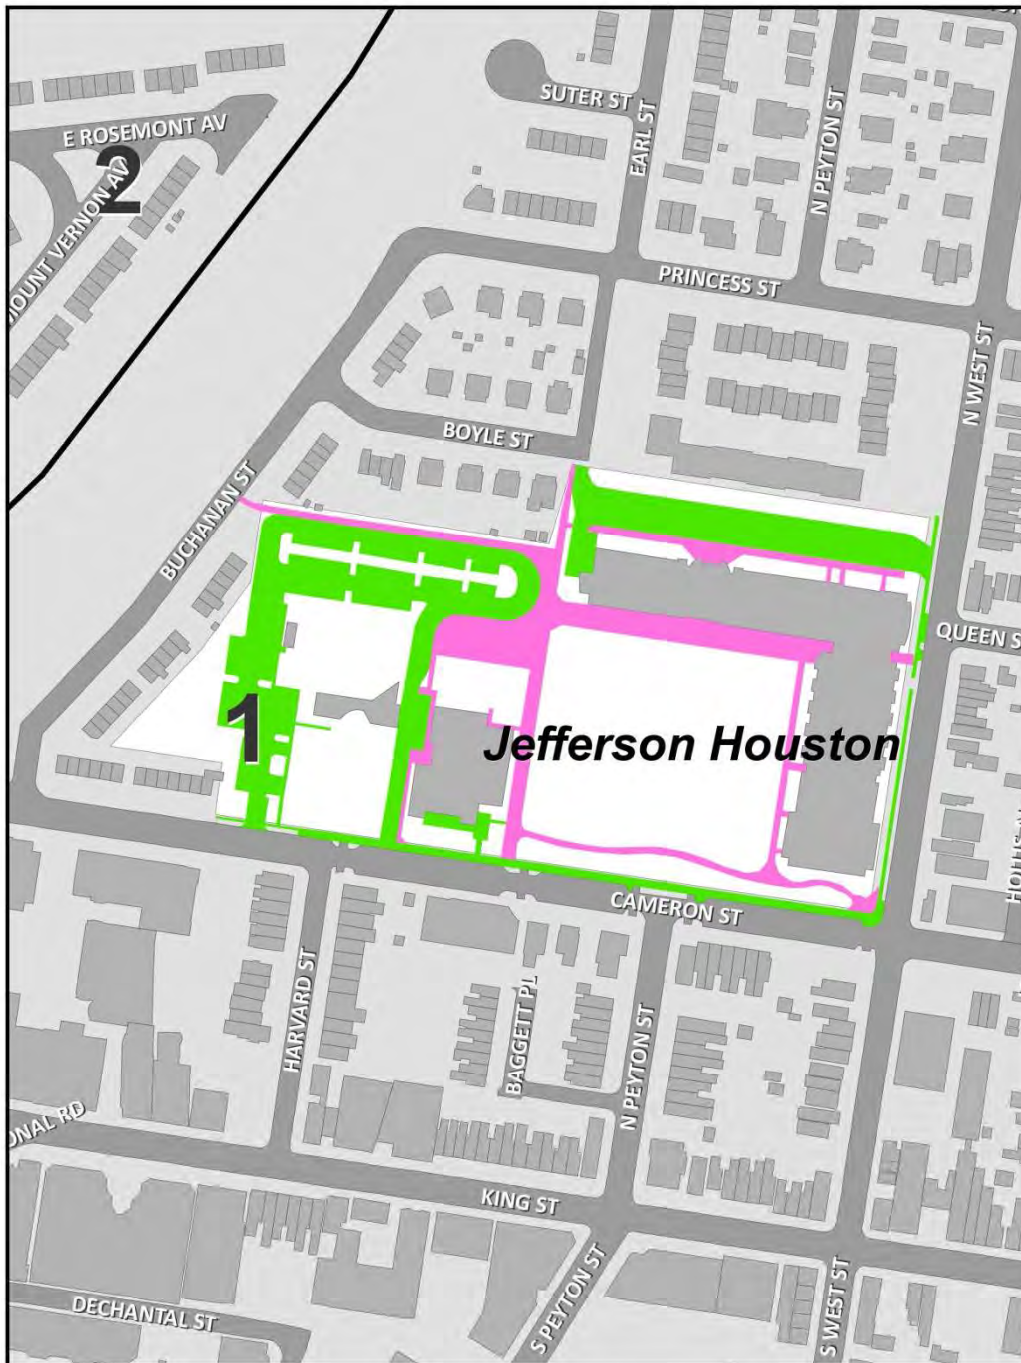 SUTER ST
E ROSEMONT AV
EARL ST
N PEYTON ST
2
MOUNT VERNON AV
PRINCESS ST
N WEST ST
BOYLE ST
BUCHANAN ST
QUEEN S
1
Jefferson Houston
CAMERON ST
HARVARD ST
BAGGETT PL
N PEYTON ST
ONAL RD
KING ST
S PEYTON ST
S WEST ST
DECHANTAL ST